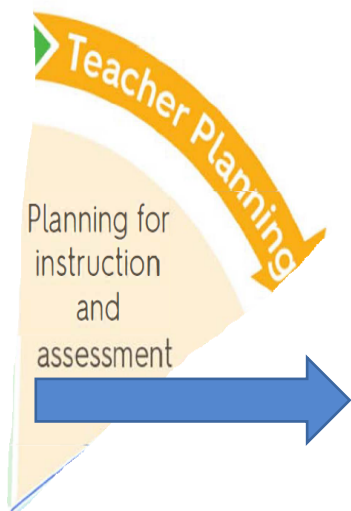 Teacher Planning
Planning for
instruction
and
assessment